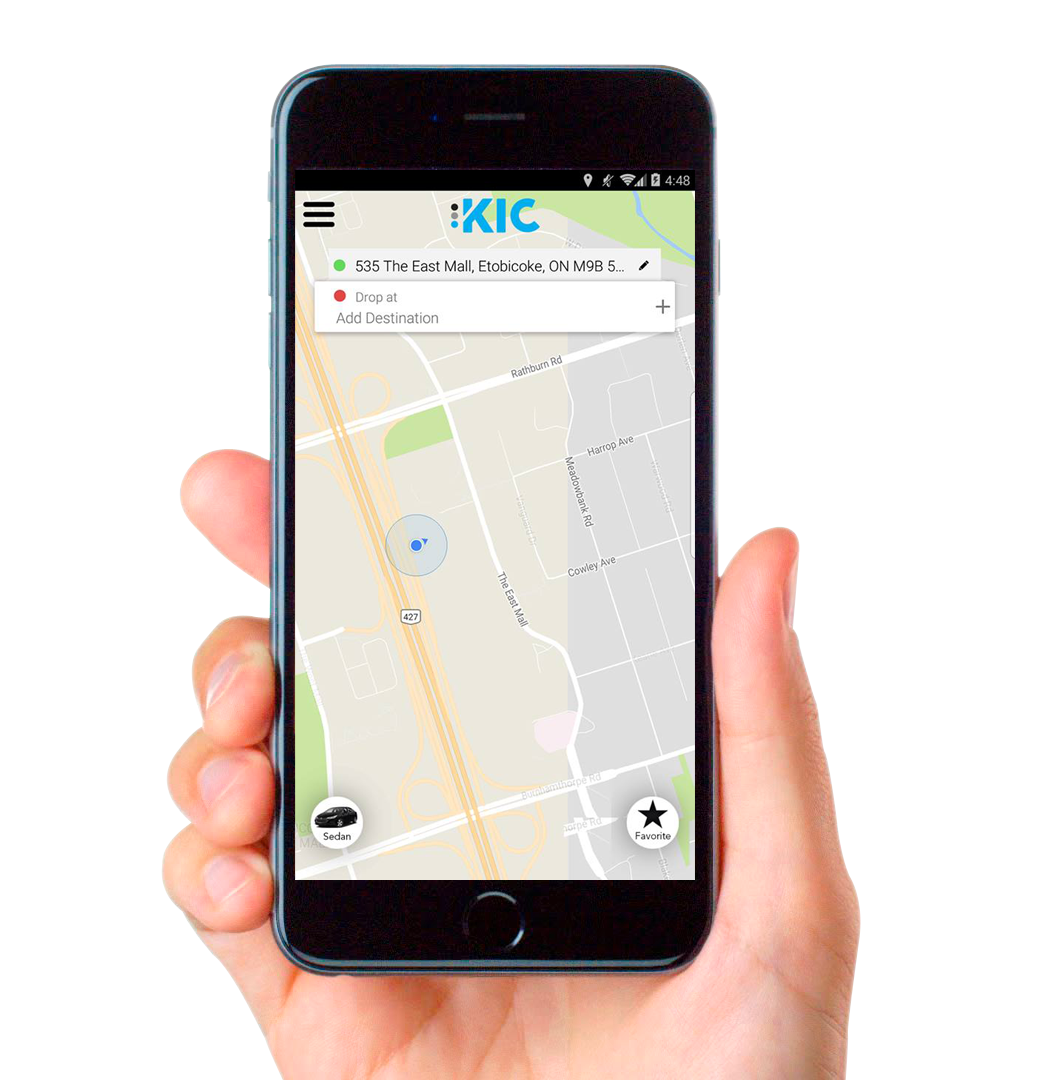 4:48
KIC
535 The East Mall, Etobicoke, ON M9B 5...
Drop at
Add Destination
Rathburn Rd
Harrop Ave
Meadowbank Rd
Cowley Ave
The East Mall
427
Burnhamthorpe Rd
Sedan
Favorite